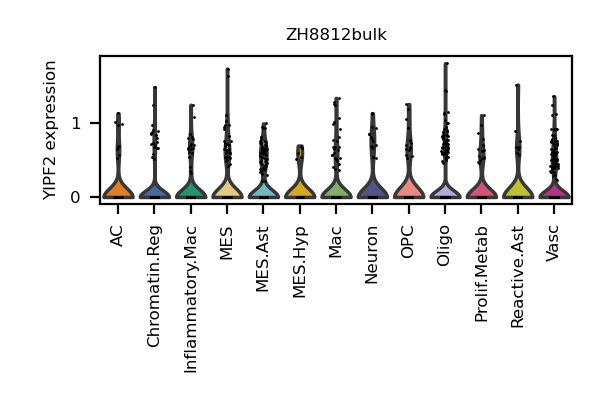 ZH8812bulk
YIPF2 expression
1
0
AC
Chromatin.Reg
Inflammatory.Mac
MES
MES.Ast
MES.Hyp
Mac
Neuron
OPC
Oligo
Prolif.Metab
Reactive.Ast
Vasc